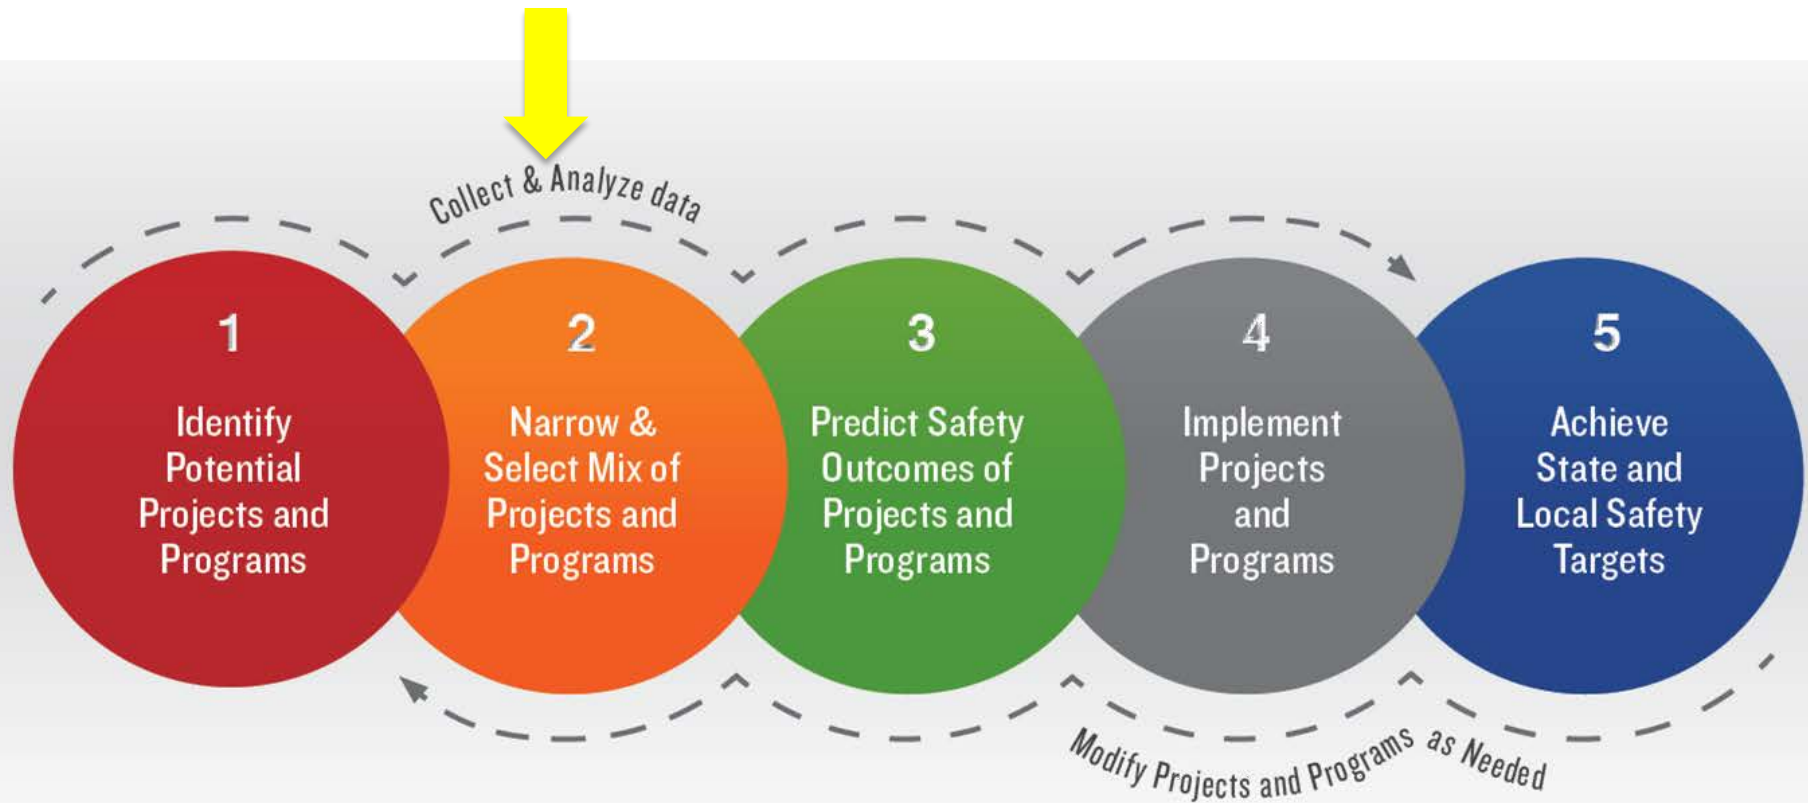 Collect & Analyze data
1
Identify
Potential
Projects and
Programs
2
Narrow &
Select Mix of
Projects and
Programs
3
Predict Safety
Outcomes of
Projects and
Programs
4
Implement
Projects
and
Programs
5
Achieve
State and
Local Safety
Targets
Modify Projects and Programs as Needed